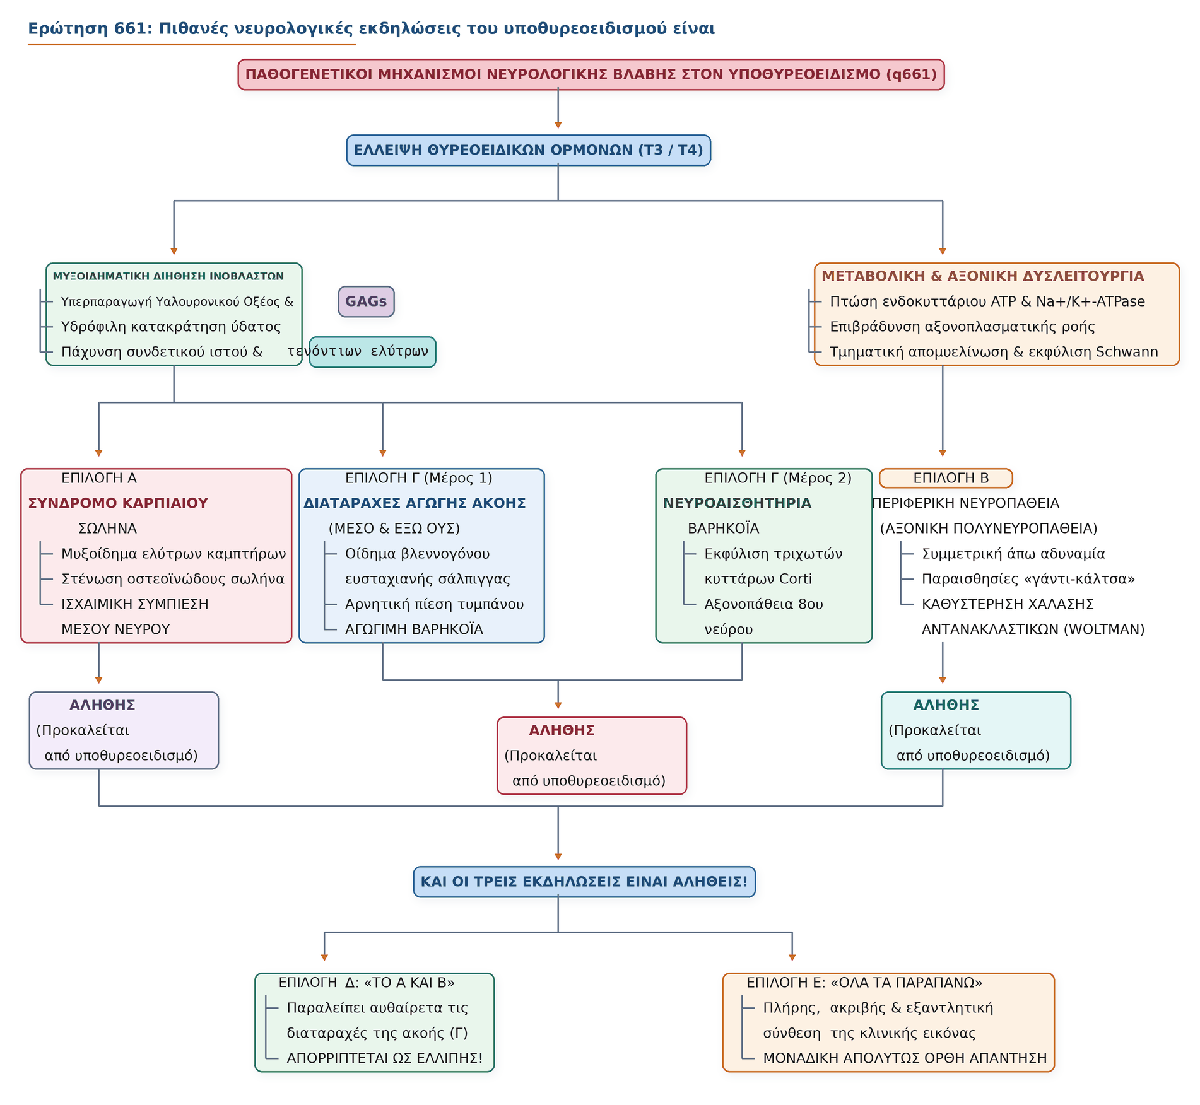 Ερώτηση 661: Πιθανές νευρολογικές εκδηλώσεις του υποθυρεοειδισμού είναι
ΠΑΘΟΓΕΝΕΤΙΚΟΙ ΜΗΧΑΝΙΣΜΟΙ ΝΕΥΡΟΛΟΓΙΚΗΣ ΒΛΑΒΗΣ ΣΤΟΝ ΥΠΟΘΥΡΕΟΕΙΔΙΣΜΟ (q661)
ΕΛΛΕΙΨΗ ΘΥΡΕΟΕΙΔΙΚΩΝ ΟΡΜΟΝΩΝ (T3 / T4)
ΜΥΞΟΙΔΗΜΑΤΙΚΗ ΔΙΗΘΗΣΗ ΙΝΟΒΛΑΣΤΩΝ
Υπερπαραγωγή Υαλουρονικού Οξέος &
Υδρόφιλη κατακράτηση ύδατος
Πάχυνση συνδετικού ιστού &
GAGs
τενόντιων ελύτρων
ΜΕΤΑΒΟΛΙΚΗ & ΑΞΟΝΙΚΗ ΔΥΣΛΕΙΤΟΥΡΓΙΑ
Πτώση ενδοκυττάριου ATP & Na+/K+-ATPase
Επιβράδυνση αξονοπλασματικής ροής
Τμηματική απομυελίνωση & εκφύλιση Schwann
ΕΠΙΛΟΓΗ Α
ΣΥΝΔΡΟΜΟ ΚΑΡΠΙΑΙΟΥ
ΣΩΛΗΝΑ
Μυξοίδημα ελύτρων καμπτήρων
Στένωση οστεοϊνώδους σωλήνα
ΙΣΧΑΙΜΙΚΗ ΣΥΜΠΙΕΣΗ
ΜΕΣΟΥ ΝΕΥΡΟΥ
ΕΠΙΛΟΓΗ Γ (Μέρος 1)
ΔΙΑΤΑΡΑΧΕΣ ΑΓΩΓΗΣ ΑΚΟΗΣ
(ΜΕΣΟ & ΕΞΩ ΟΥΣ)
Οίδημα βλεννογόνου
ευσταχιανής σάλπιγγας
Αρνητική πίεση τυμπάνου
ΑΓΩΓΙΜΗ ΒΑΡΗΚΟΪΑ
ΕΠΙΛΟΓΗ Γ (Μέρος 2)
ΝΕΥΡΟΑΙΣΘΗΤΗΡΙΑ
ΒΑΡΗΚΟΪΑ
Εκφύλιση τριχωτών
κυττάρων Corti
Αξονοπάθεια 8ου
νεύρου
ΕΠΙΛΟΓΗ Β
ΠΕΡΙΦΕΡΙΚΗ ΝΕΥΡΟΠΑΘΕΙΑ
(ΑΞΟΝΙΚΗ ΠΟΛΥΝΕΥΡΟΠΑΘΕΙΑ)
Συμμετρική άπω αδυναμία
Παραισθησίες «γάντι-κάλτσα»
ΚΑΘΥΣΤΕΡΗΣΗ ΧΑΛΑΣΗΣ
ΑΝΤΑΝΑΚΛΑΣΤΙΚΩΝ (WOLTMAN)
ΑΛΗΘΗΣ
(Προκαλείται
από υποθυρεοειδισμό)
ΑΛΗΘΗΣ
(Προκαλείται
από υποθυρεοειδισμό)
ΑΛΗΘΗΣ
(Προκαλείται
από υποθυρεοειδισμό)
ΚΑΙ ΟΙ ΤΡΕΙΣ ΕΚΔΗΛΩΣΕΙΣ ΕΙΝΑΙ ΑΛΗΘΕΙΣ!
ΕΠΙΛΟΓΗ Δ: «ΤΟ Α ΚΑΙ Β»
Παραλείπει αυθαίρετα τις
διαταραχές της ακοής (Γ)
ΑΠΟΡΡΙΠΤΕΤΑΙ ΩΣ ΕΛΛΙΠΗΣ!
ΕΠΙΛΟΓΗ Ε: «ΟΛΑ ΤΑ ΠΑΡΑΠΑΝΩ»
Πλήρης, ακριβής & εξαντλητική
σύνθεση της κλινικής εικόνας
ΜΟΝΑΔΙΚΗ ΑΠΟΛΥΤΩΣ ΟΡΘΗ ΑΠΑΝΤΗΣΗ